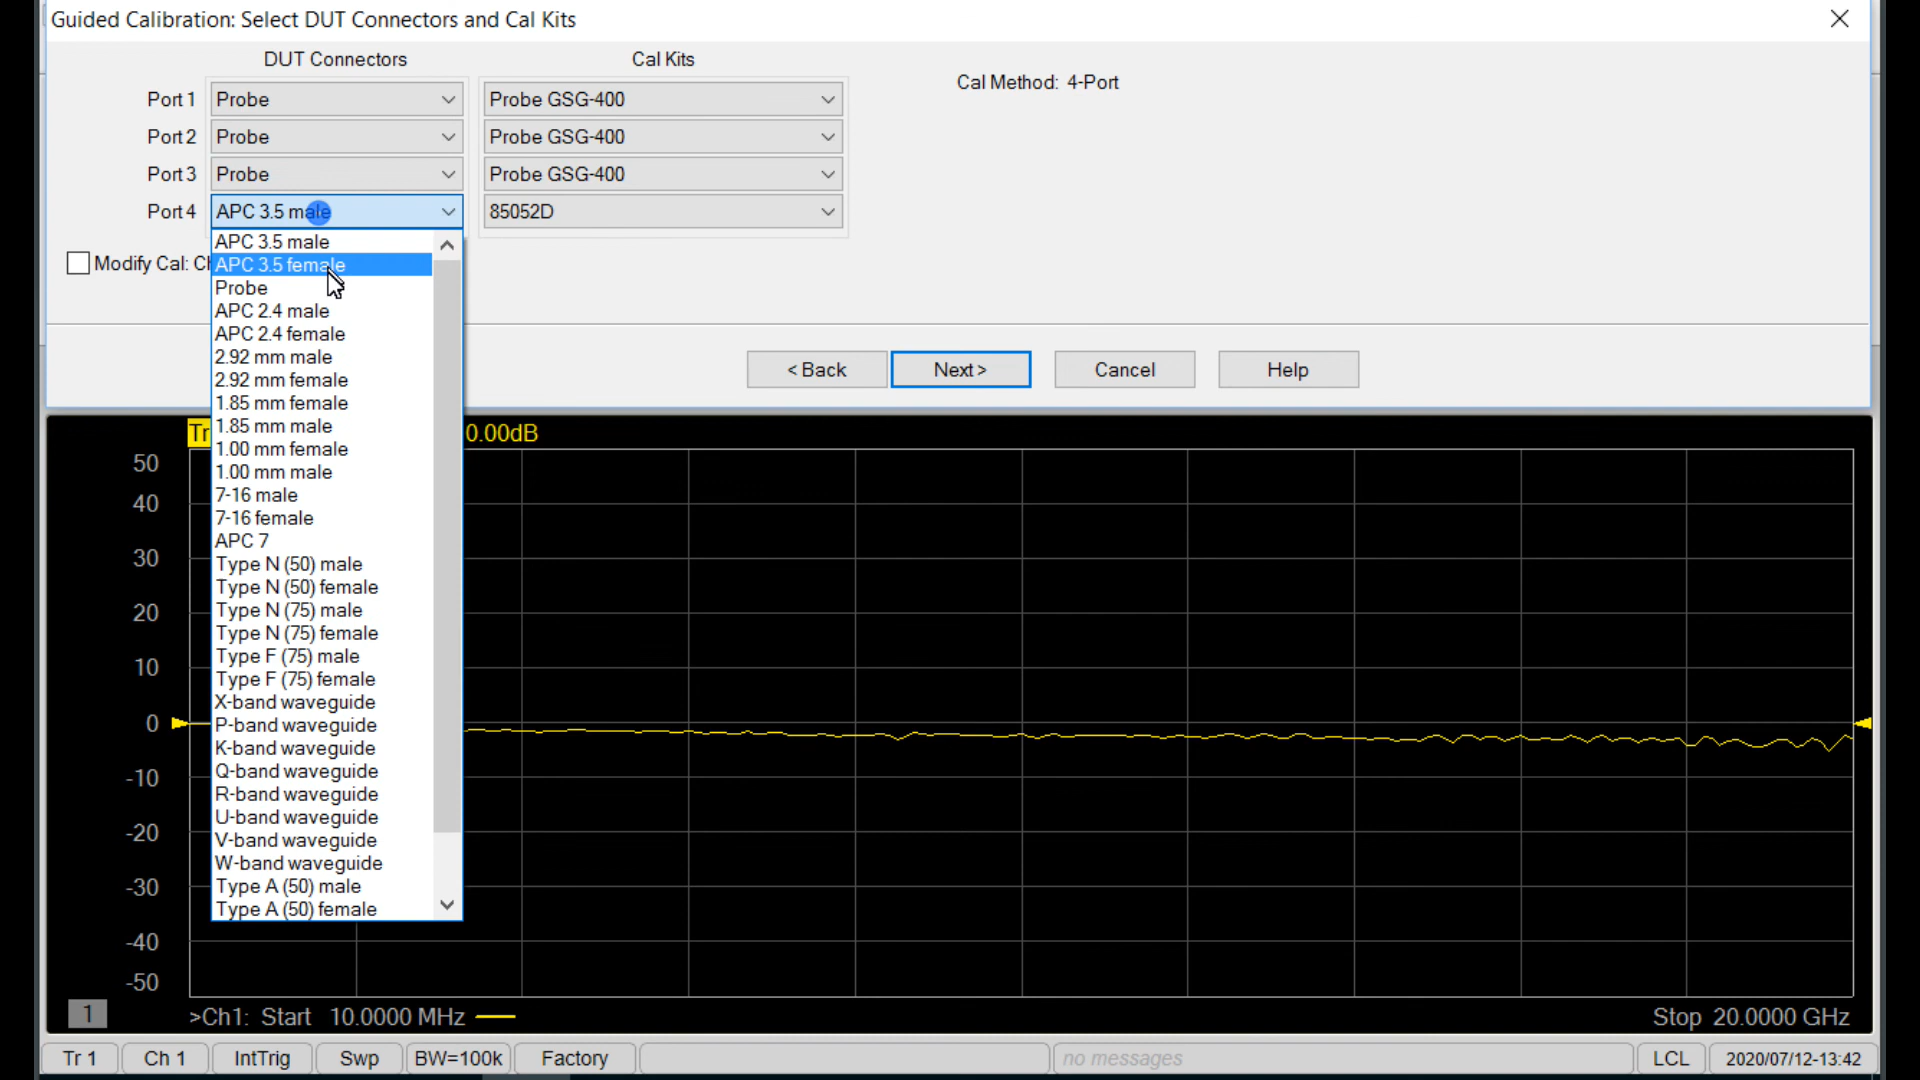 Guided Calibration: Select DUT Connectors and Cal Kits
DUT Connectors
Cal Kits
Cal Method: 4-Port
Port 1 Probe Probe GSG-400
Port 2 Probe Probe GSG-400
Port 3 Probe Probe GSG-400
Port 4 APC 3.5 male 85052D
APC 3.5 male
Modify Cal:
APC 3.5 female
Probe
APC 2.4 male
APC 2.4 female
2.92 mm male
2.92 mm female
1.85 mm female
1.85 mm male
1.00 mm female
1.00 mm male
7-16 male
7-16 female
APC 7
Type N (50) male
Type N (50) female
Type N (75) male
Type N (75) female
Type F (75) male
Type F (75) female
X-band waveguide
P-band waveguide
K-band waveguide
Q-band waveguide
R-band waveguide
U-band waveguide
V-band waveguide
W-band waveguide
Type A (50) male
Type A (50) female
< Back Next > Cancel Help
Tr 0.00dB
50
40
30
20
10
0
-10
-20
-30
-40
-50
1 >Ch1: Start 10.0000 MHz Stop 20.0000 GHz
Tr 1 Ch 1 IntTrig Swp BW=100k Factory no messages LCL 2020/07/12-13:42